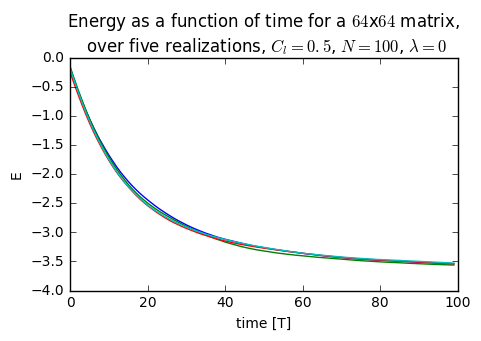 Energy as a function of time for a 64x64 matrix,
over five realizations, $C_l = 0.5$, $N = 100$, $\lambda = 0$
0.0
−0.5
−1.0
−1.5
−2.0
−2.5
−3.0
−3.5
−4.0
E
0 20 40 60 80 100
time [T]